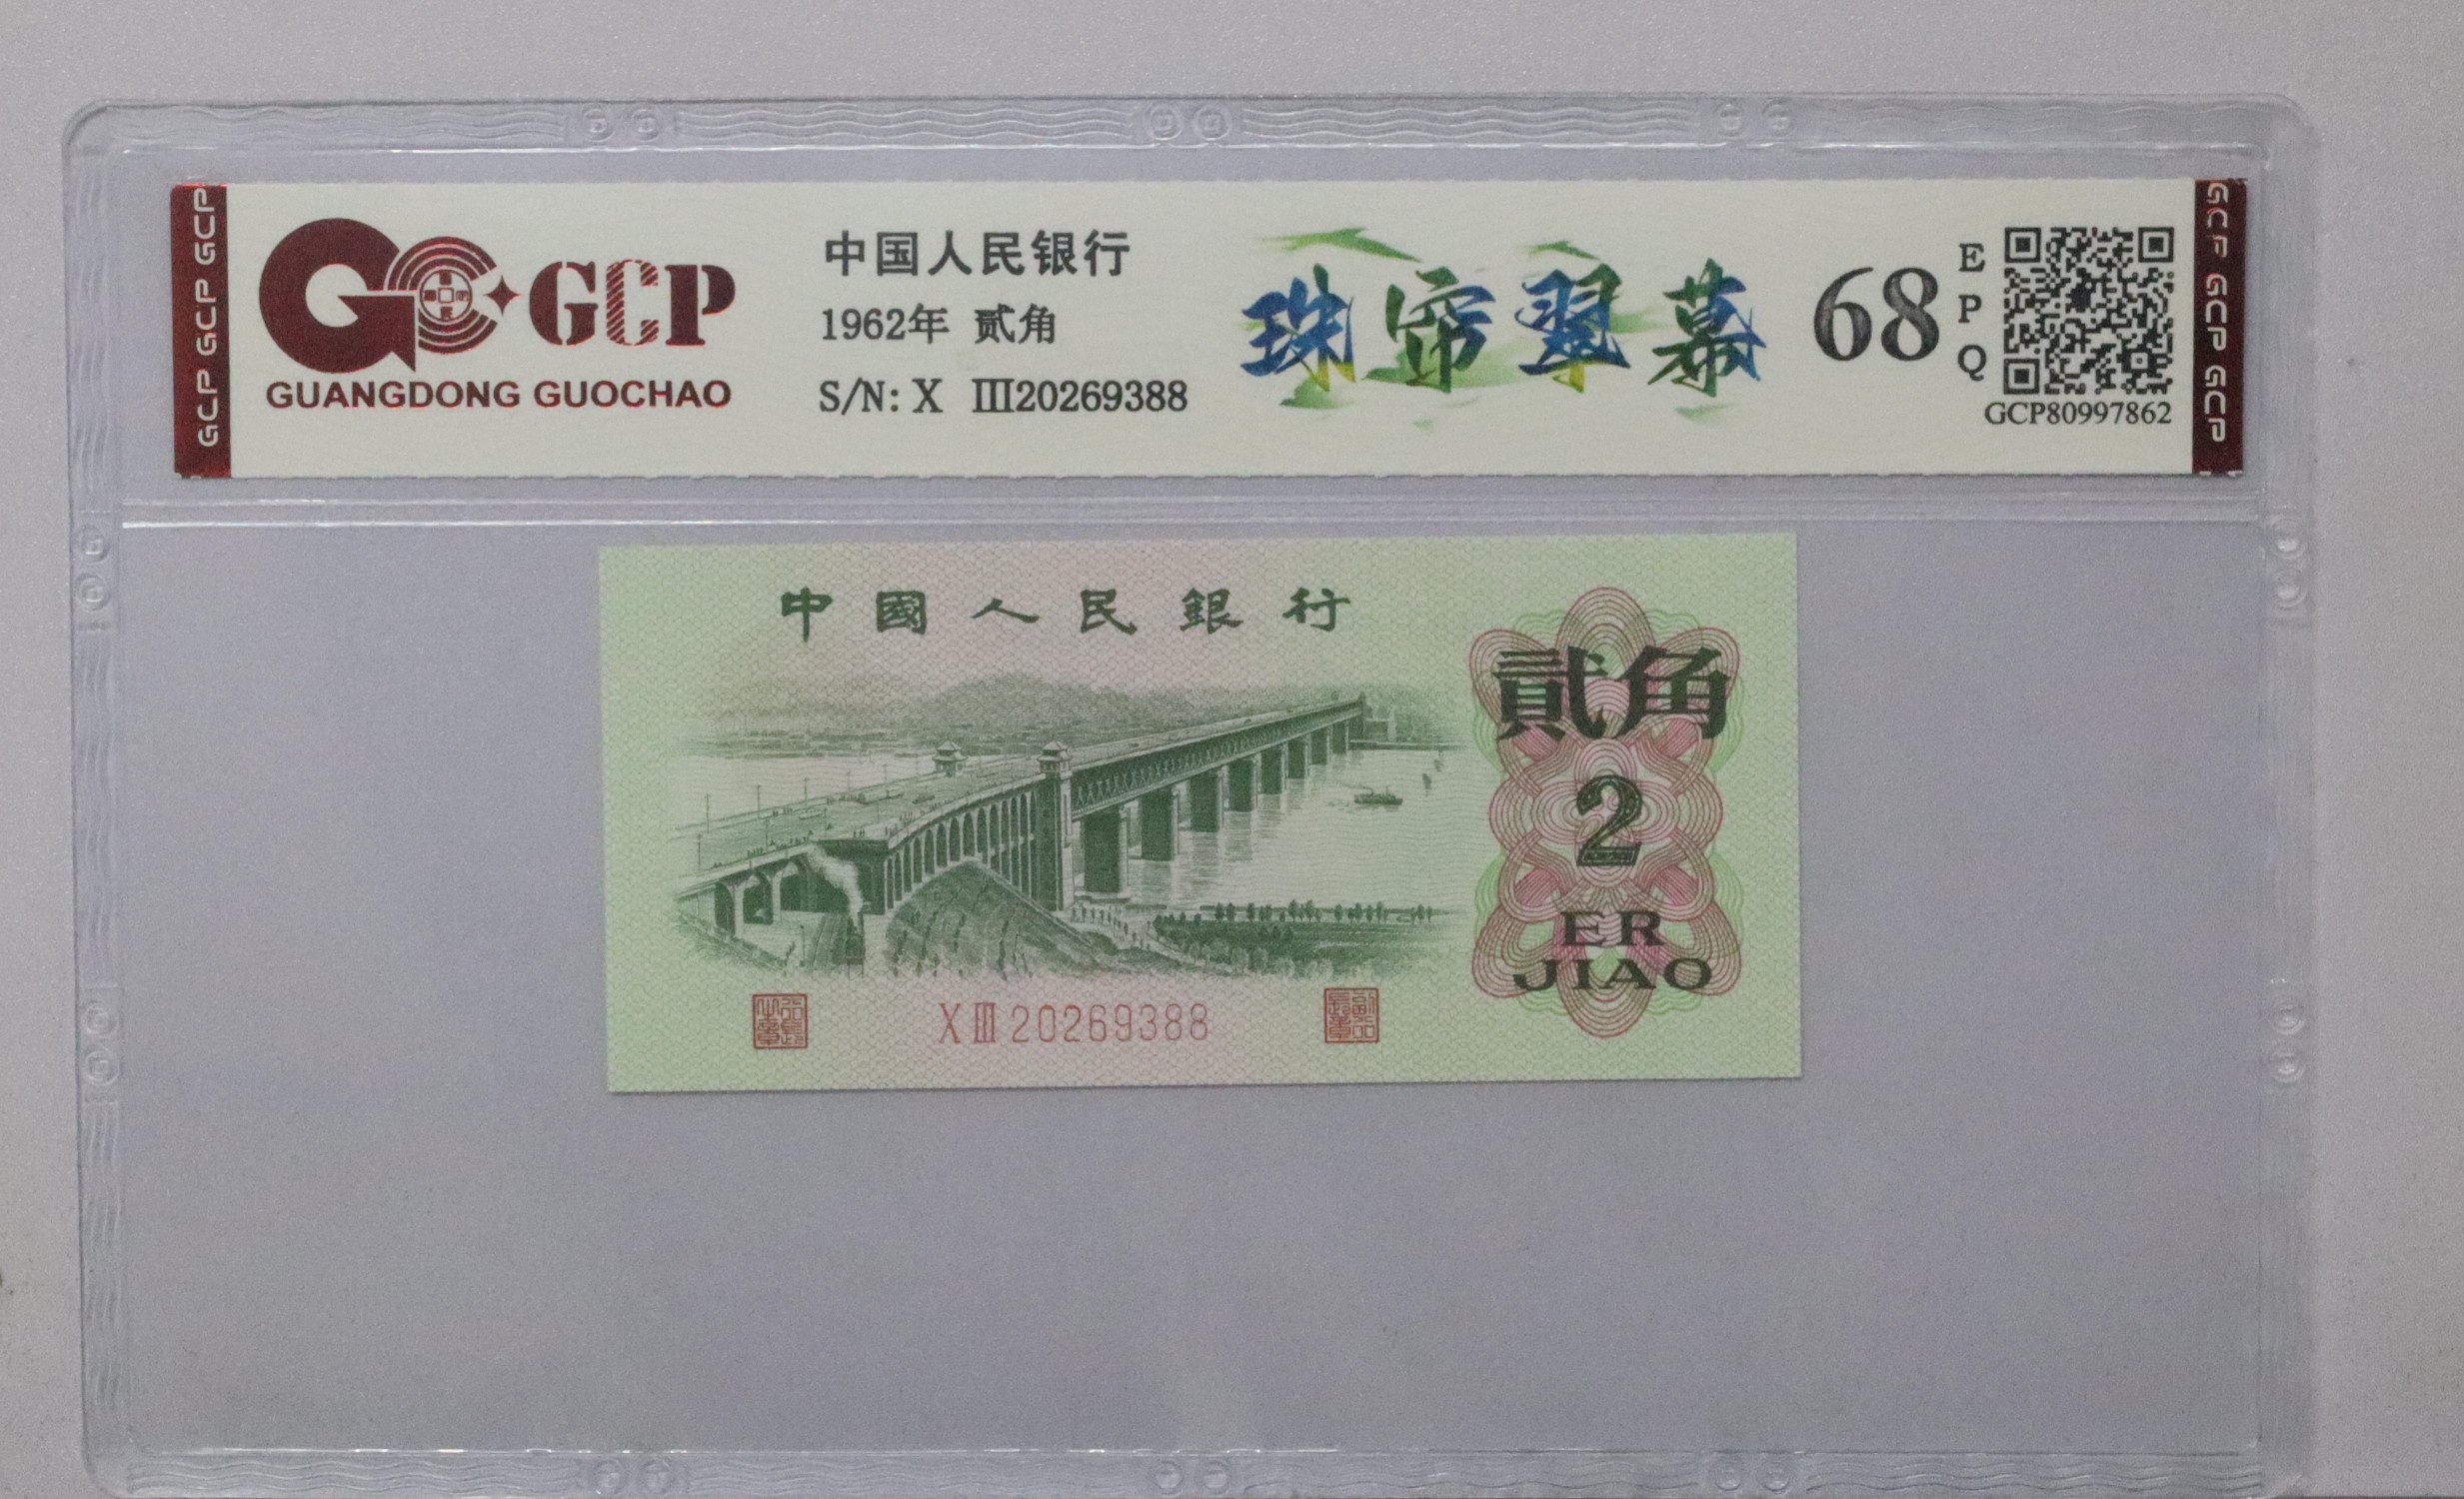 GCP GCP GCP
GCP
GUANGDONG GUOCHAO
中国人民银行
1962年 贰角
S/N: X III20269388
珠帘翠幕
68
E
P
Q
GCP80997862
GCP GCP GCP
中國人民銀行
貳角
2
ER
JIAO
X III 20269388